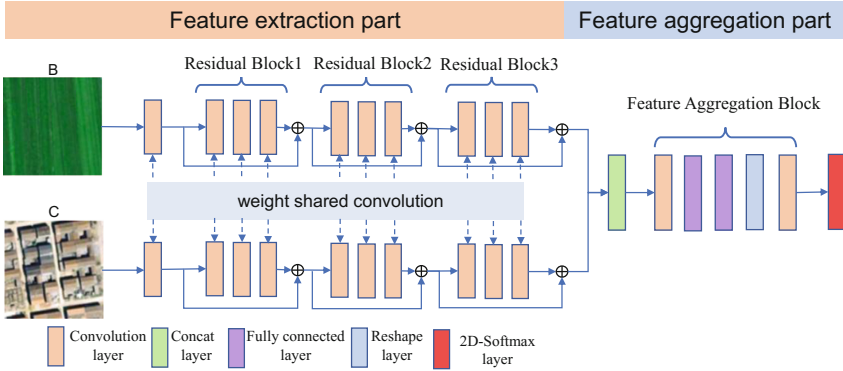 Feature extraction part
Feature aggregation part
B
Residual Block1
Residual Block2
Residual Block3
Feature Aggregation Block
weight shared convolution
C
Convolution layer
Concat layer
Fully connected layer
Reshape layer
2D-Softmax layer